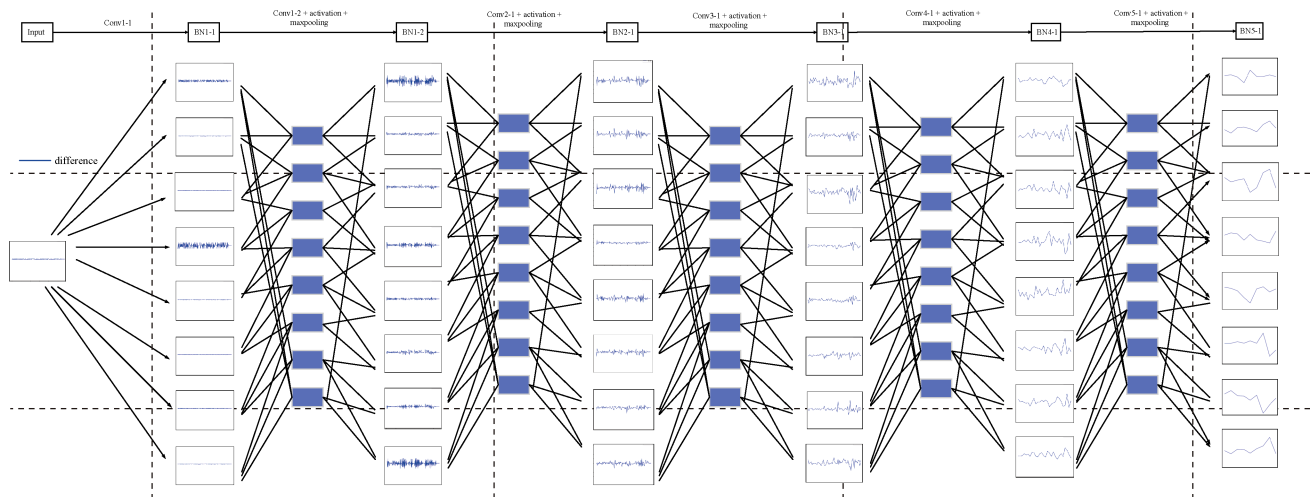 Input
Conv1-1
BN1-1
Conv1-2 + activation +
maxpooling
BN1-2
Conv2-1 + activation +
maxpooling
BN2-1
Conv3-1 + activation +
maxpooling
BN3-1
Conv4-1 + activation +
maxpooling
BN4-1
Conv5-1 + activation +
maxpooling
BN5-1
difference